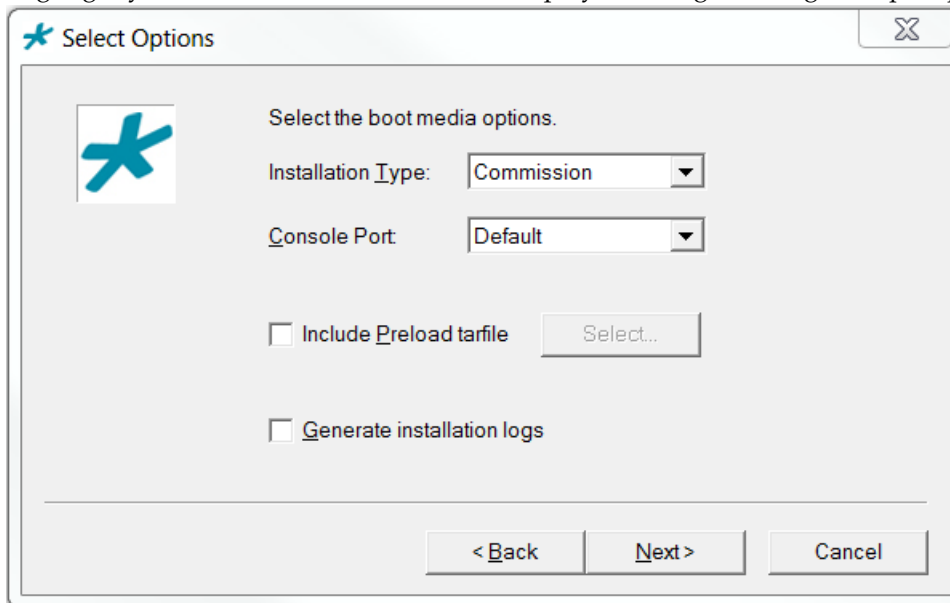 Select Options
Select the boot media options.
Installation Type: Commission
Console Port: Default
Include Preload tarfile Select...
Generate installation logs
< Back Next > Cancel